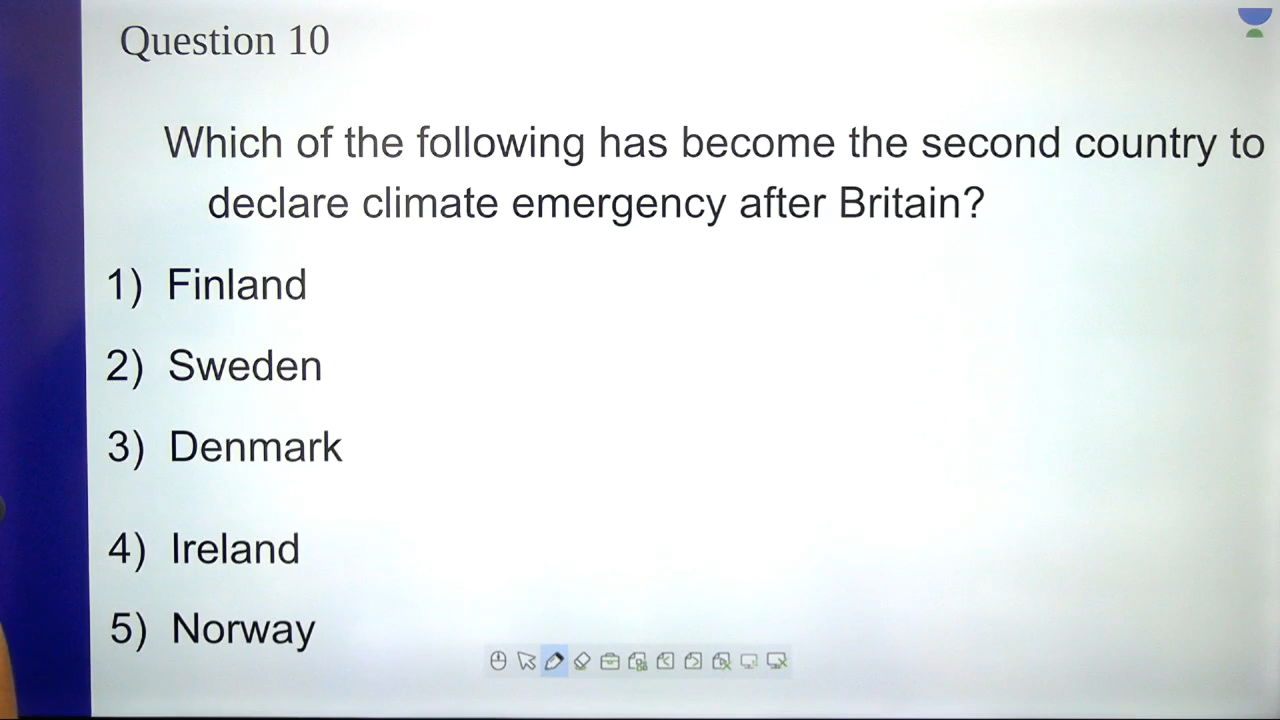 Question 10
Which of the following has become the second country to
declare climate emergency after Britain?
1) Finland
2) Sweden
3) Denmark
4) Ireland
5) Norway